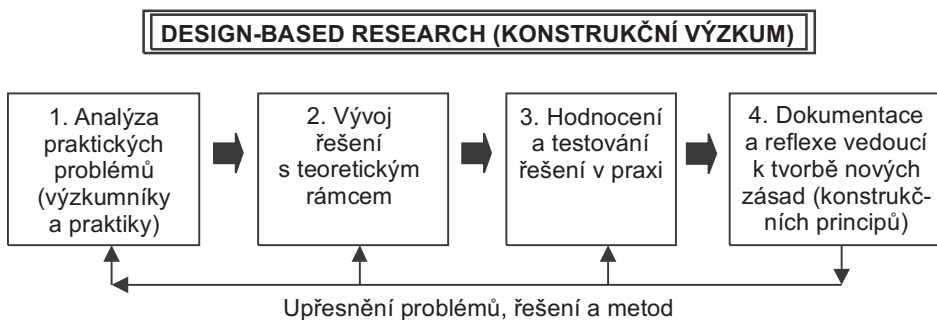 DESIGN-BASED RESEARCH (KONSTRUKČNÍ VÝZKUM)
1. Analýza
praktických
problémů
(výzkumníky
a praktiky)
2. Vývoj
řešení
s teoretickým
rámcem
3. Hodnocení
a testování
řešení v praxi
4. Dokumentace
a reflexe vedoucí
k tvorbě nových
zásad (konstrukč-
ních principů)
Upřesnění problémů, řešení a metod